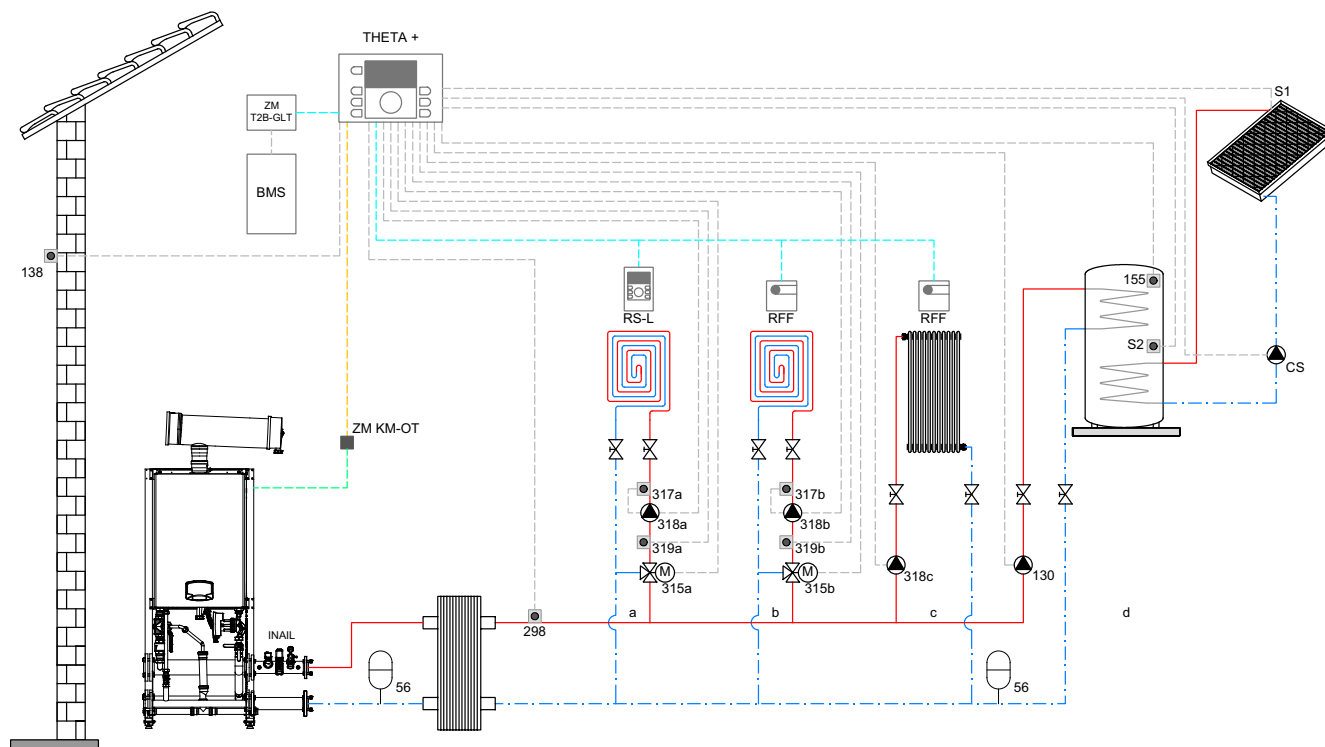 THETA +
ZM
T2B-GLT
BMS
S1
138
155
S2
CS
RS-L
RFF
RFF
ZM KM-OT
317a
318a
319a
M
315a
317b
318b
319b
M
315b
318c
130
a
b
c
d
298
INAIL
56
56